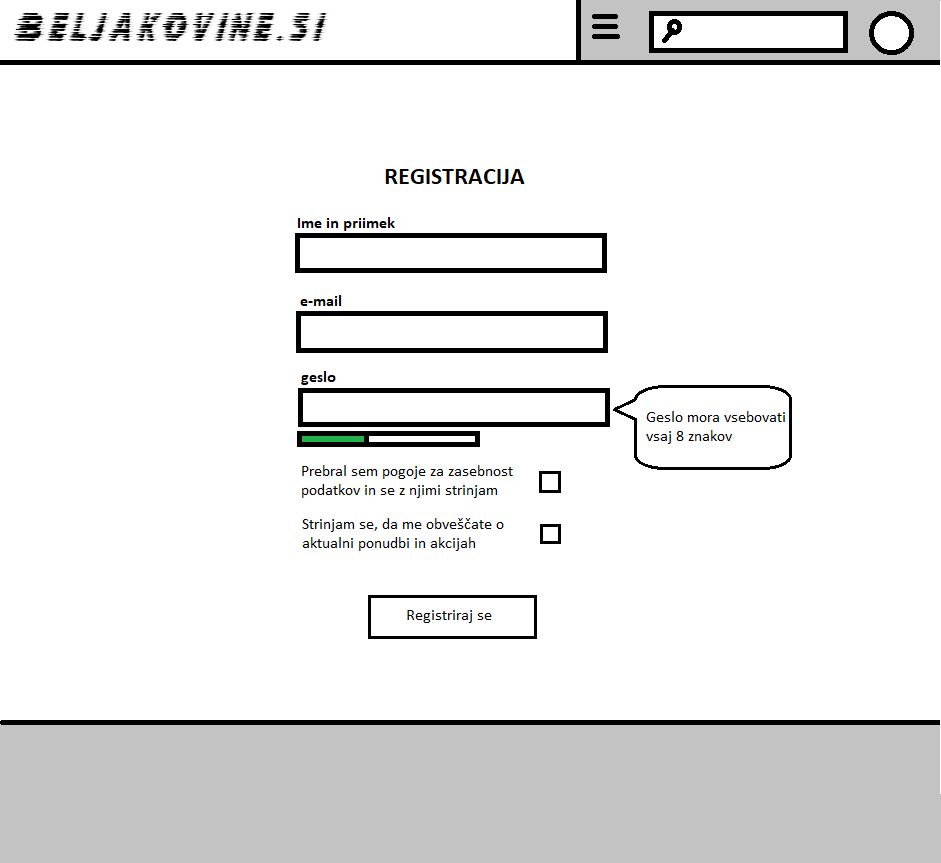 BELJAKOVINE.SI
REGISTRACIJA
Ime in priimek
e-mail
geslo
Geslo mora vsebovati
vsaj 8 znakov
Prebral sem pogoje za zasebnost
podatkov in se z njimi strinjam
Strinjam se, da me obveščate o
aktualni ponudbi in akcijah
Registriraj se